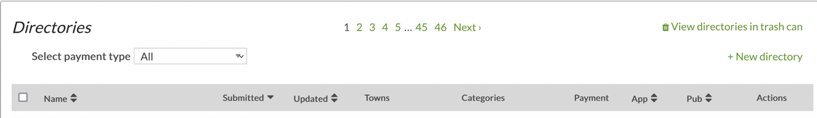 Directories 1 2 3 4 5 ... 45 46 Next › View directories in trash can
Select payment type All + New directory
Name Submitted Updated Towns Categories Payment App Pub Actions